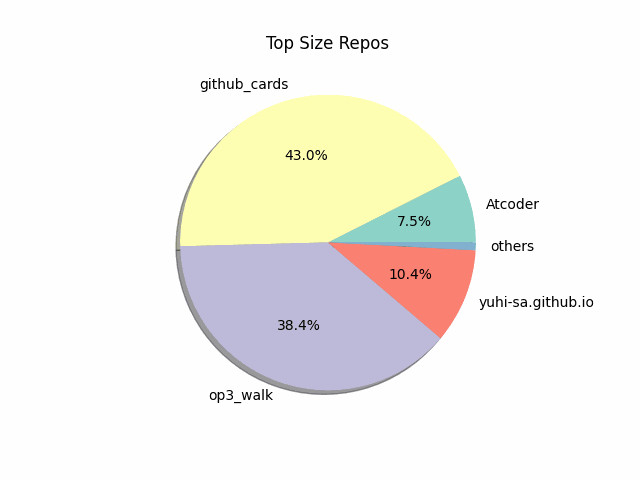 Top Size Repos
github_cards
43.0%
Atcoder
7.5%
others
10.4%
yuhi-sa.github.io
38.4%
op3_walk